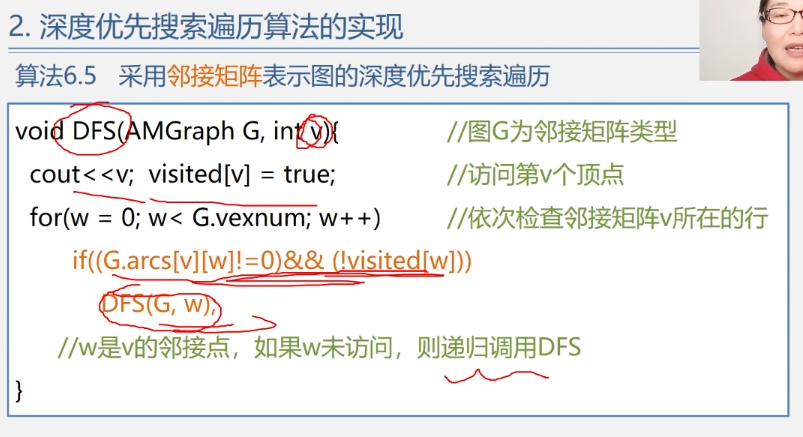 2. 深度优先搜索遍历算法的实现
算法6.5 采用邻接矩阵表示图的深度优先搜索遍历
void DFS(AMGraph G, int v){ //图G为邻接矩阵类型
cout<<v; visited[v] = true; //访问第v个顶点
for(w = 0; w< G.vexnum; w++) //依次检查邻接矩阵v所在的行
if((G.arcs[v][w]!=0)&& (!visited[w]))
DFS(G, w);
//w是v的邻接点，如果w未访问，则递归调用DFS
}